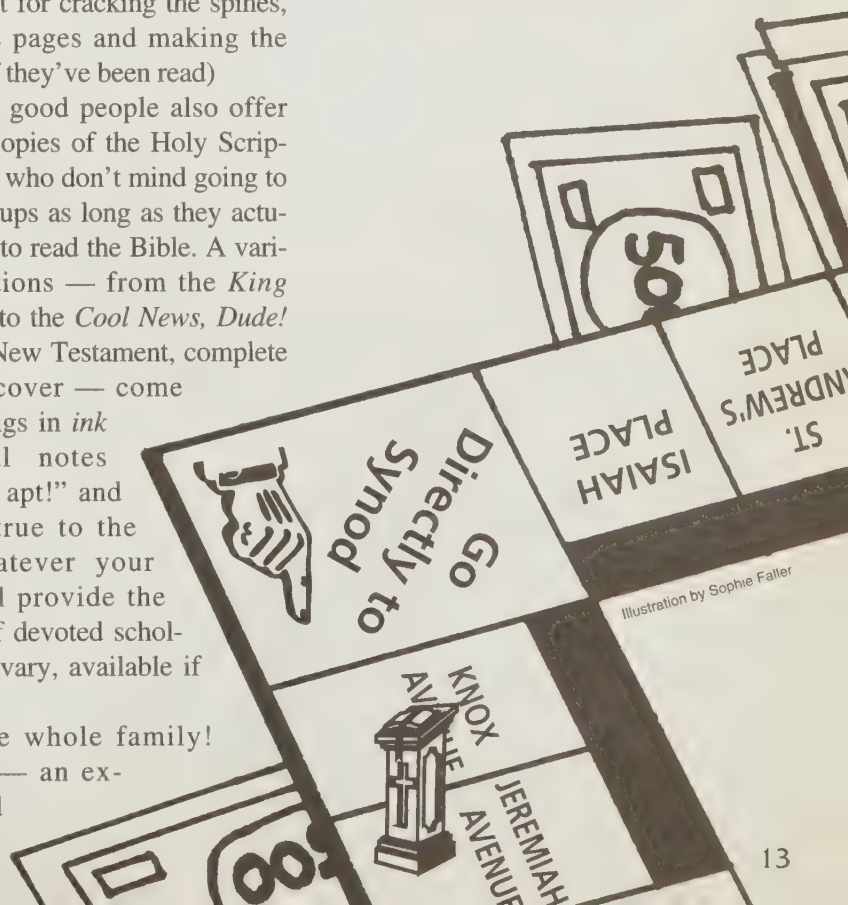 t for cracking the spines,
pages and making the
they've been read)
good people also offer
opies of the Holy Scrip-
who don't mind going to
ups as long as they actu-
to read the Bible. A vari-
tions — from the King
to the Cool News, Dude!
New Testament, complete
cover — come
gs in ink
l notes
apt!” and
true to the
atever your
l provide the
f devoted schol-
vary, available if
e whole family!
— an ex-
50
ST.
ANDREW'S
PLACE
ISAIAH
PLACE
Go
Directly to
Synod
Illustration by Sophie Faller
KNOX
AVENUE
JEREMIAH
AVENUE
13